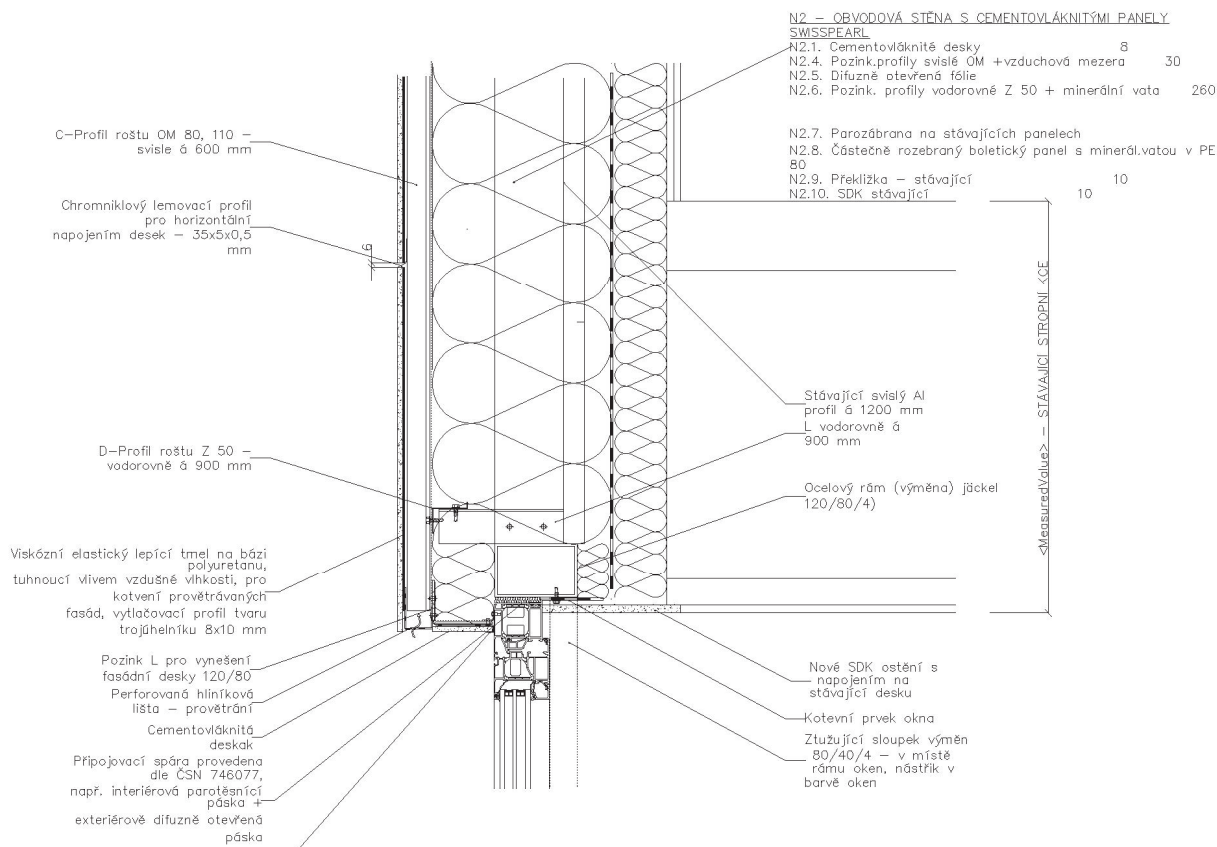 N2 – OBVODOVÁ STĚNA S CEMENTOVLÁKNITÝMI PANELY
SWISSPEARL
N2.1. Cementovláknité desky 8
N2.4. Pozink.profily svislé OM +vzduchová mezera 30
N2.5. Difuzně otevřená fólie
N2.6. Pozink. profily vodorovné Z 50 + minerální vata 260
N2.7. Parozábrana na stávajících panelech
N2.8. Částečně rozebraný boletický panel s minerál.vatou v PE
80
N2.9. Překližka – stávající 10
N2.10. SDK stávající 10
C–Profil roštu OM 80, 110 –
svisle á 600 mm
Chromniklový lemovací profil
pro horizontální
napojením desek – 35x5x0,5
mm
6
D–Profil roštu Z 50 –
vodorovně á 900 mm
Viskózní elastický lepící tmel na bázi
polyuretanu,
tuhnoucí vlivem vzdušné vlhkosti, pro
kotvení provětrávaných
fasád, vytlačovací profil tvaru
trojúhelníku 8x10 mm
Pozink L pro vynešení
fasádní desky 120/80
Perforovaná hliníková
lišta – provětrání
Cementovláknitá
deskak
Připojovací spára provedena
dle ČSN 746077,
např. interiérová parotěsnící
páska +
exteriérově difuzně otevřená
páska
Stávající svislý Al
profil á 1200 mm
L vodorovně á
900 mm
Ocelový rám (výměna) jäckel
120/80/4)
Nové SDK ostění s
napojením na
stávající desku
Kotevní prvek okna
Ztužující sloupek výměn
80/40/4 – v místě
rámu oken, nástřik v
barvě oken
<MeasuredValue> – STÁVAJÍCÍ STROPNÍ KCE